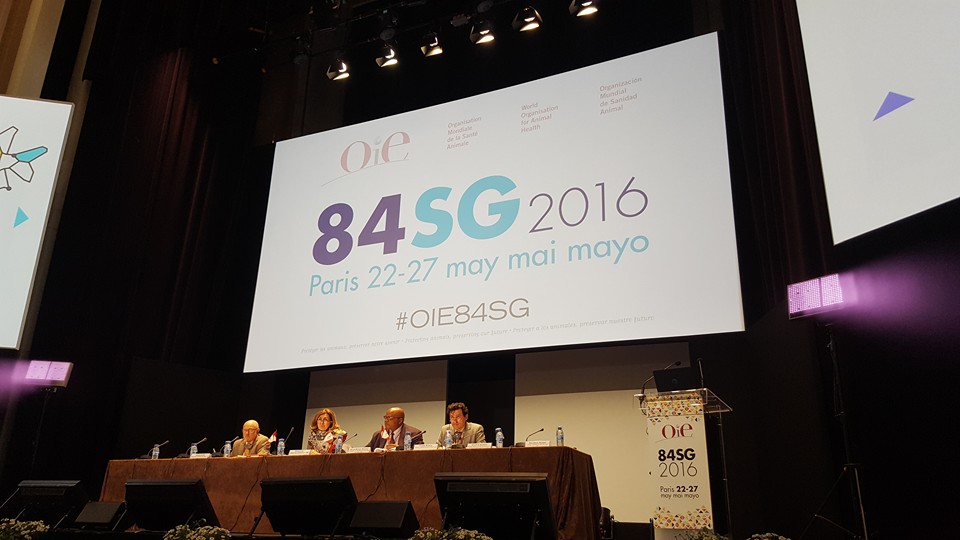 oie
Organisation
Mondiale
de la Santé
Animale
World
Organisation
for Animal
Health
Organización
Mundial
de Sanidad
Animal
84SG 2016
Paris 22-27 may mai mayo
#OIE84SG
oie
84SG
2016
Paris 22-27
may mai mayo